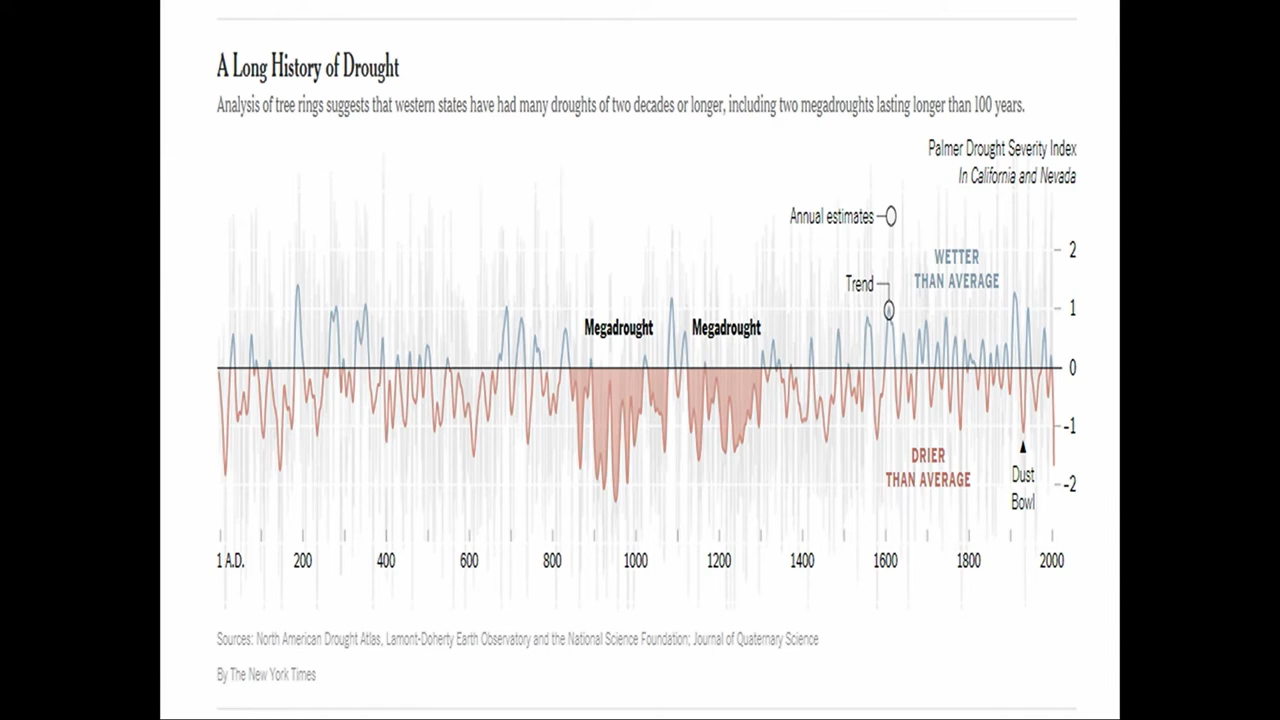 A Long History of Drought
Analysis of tree rings suggests that western states have had many droughts of two decades or longer, including two megadroughts lasting longer than 100 years.
Palmer Drought Severity Index
In California and Nevada
Annual estimates
2
WETTER
THAN AVERAGE
Trend
1
Megadrought Megadrought
0
-1
DRIER
THAN AVERAGE
-2
Dust
Bowl
1 A.D. 200 400 600 800 1000 1200 1400 1600 1800 2000
Sources: North American Drought Atlas, Lamont-Doherty Earth Observatory and the National Science Foundation; Journal of Quaternary Science
By The New York Times